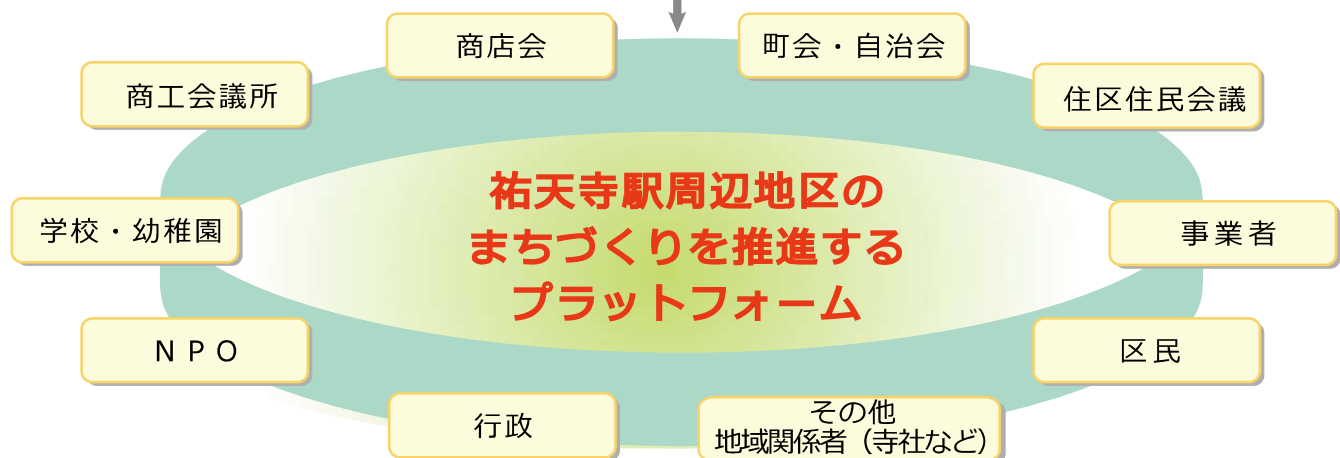 商店会
町会・自治会
商工会議所
住区住民会議
祐天寺駅周辺地区の
まちづくりを推進する
プラットフォーム
学校・幼稚園
事業者
NPO
区民
行政
その他
地域関係者（寺社など）